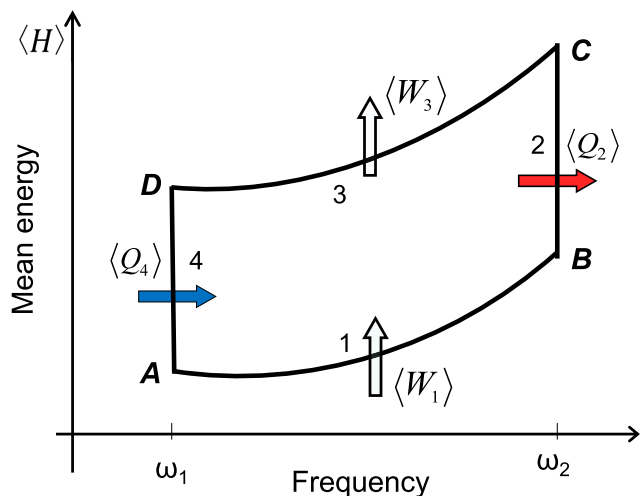 ⟨H⟩
C
⟨W₃⟩
2 ⟨Q₂⟩
D
3
B
⟨Q₄⟩ 4
1
A
⟨W₁⟩
Mean energy
ω₁
ω₂
Frequency